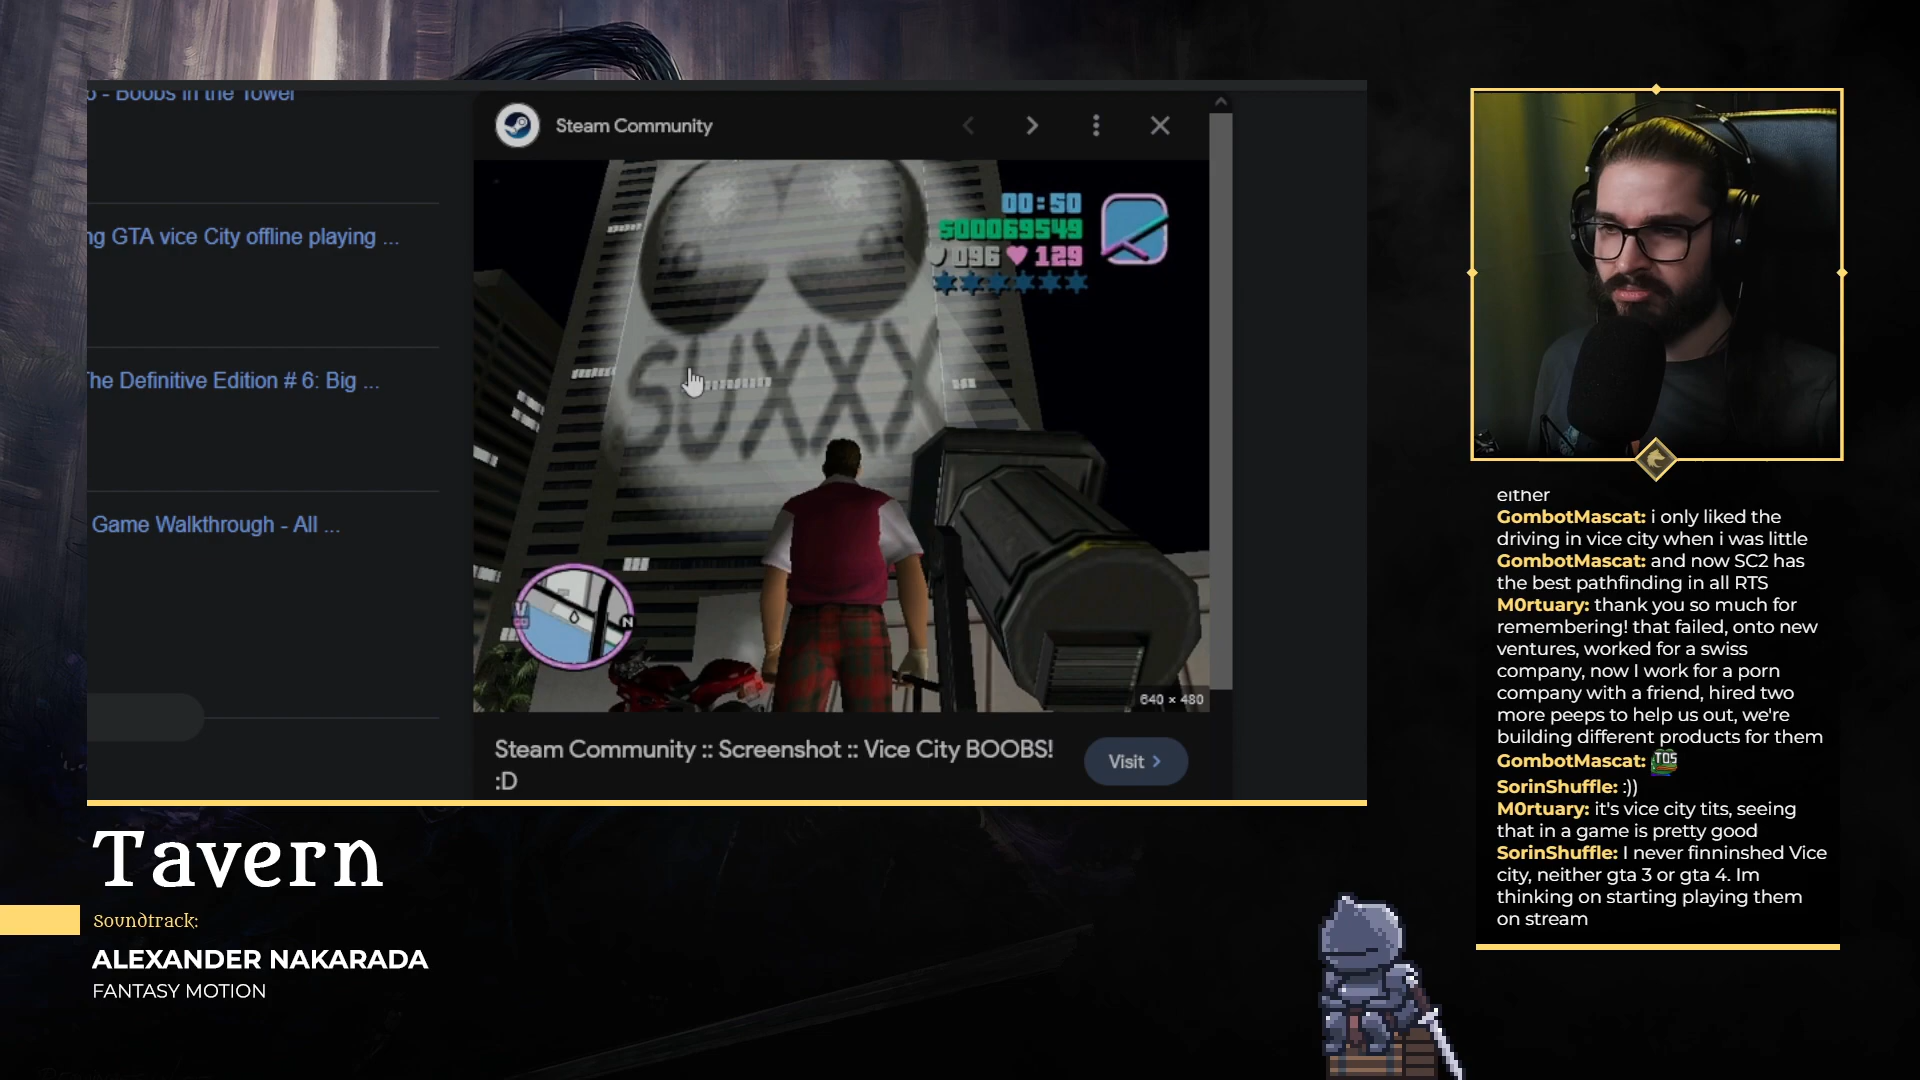 - Boobs in the Tower
ng GTA vice City offline playing ...
The Definitive Edition # 6: Big ...
Game Walkthrough - All ...
Steam Community
00:50
$00069549
096 129
SUXXX
N
640 × 480
Steam Community :: Screenshot :: Vice City BOOBS!
:D
Visit
either
GombotMascat: i only liked the
driving in vice city when i was little
GombotMascat: and now SC2 has
the best pathfinding in all RTS
M0rtuary: thank you so much for
remembering! that failed, onto new
ventures, worked for a swiss
company, now I work for a porn
company with a friend, hired two
more peeps to help us out, we're
building different products for them
GombotMascat: TOS
SorinShuffle: :))
M0rtuary: it's vice city tits, seeing
that in a game is pretty good
SorinShuffle: I never finninshed Vice
city, neither gta 3 or gta 4. Im
thinking on starting playing them
on stream
Tavern
Soundtrack:
ALEXANDER NAKARADA
FANTASY MOTION